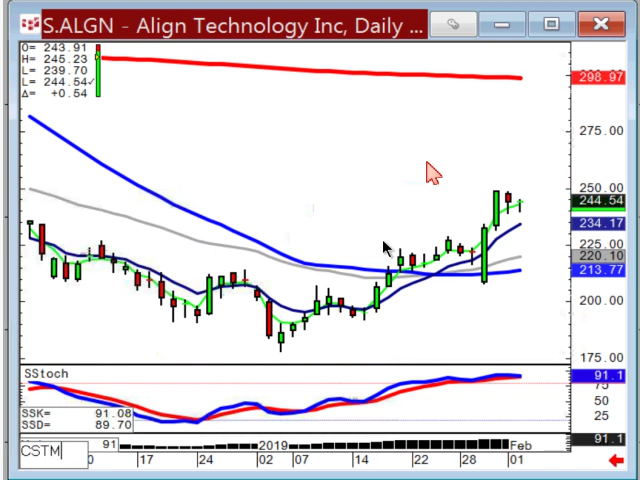 S.ALGN - Align Technology Inc, Daily ...
O= 243.91
H= 245.23
L= 239.70
L= 244.54✓
Δ= +0.54
298.97
275.00
250.00
244.54
234.17
225.00
220.10
213.77
200.00
175.00
SStoch
91.1
75
50
25
SSK= 91.08
SSD= 89.70
91
91.1
CSTM
17
24
02
2019
07
14
22
28
Feb
01